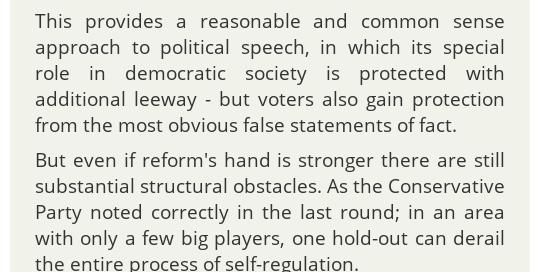 This provides a reasonable and common sense
approach to political speech, in which its special
role in democratic society is protected with
additional leeway - but voters also gain protection
from the most obvious false statements of fact.
But even if reform's hand is stronger there are still
substantial structural obstacles. As the Conservative
Party noted correctly in the last round; in an area
with only a few big players, one hold-out can derail
the entire process of self-regulation.